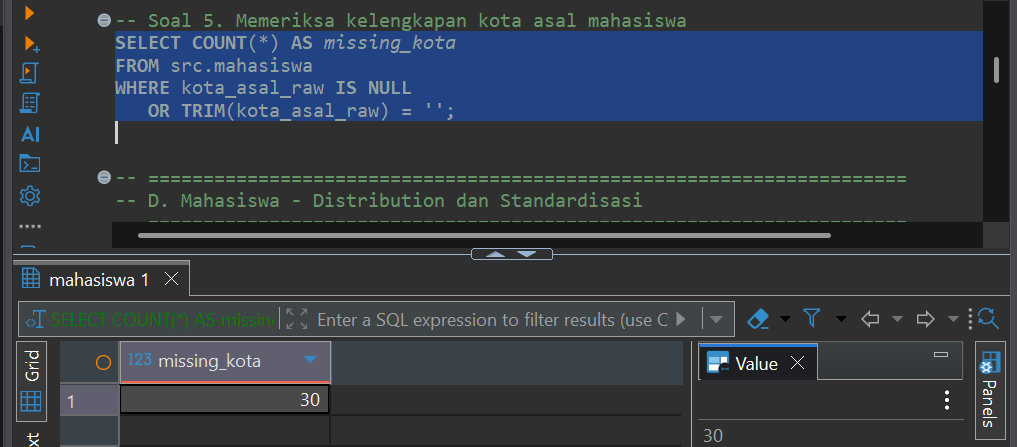 -- Soal 5. Memeriksa kelengkapan kota asal mahasiswa
SELECT COUNT(*) AS missing_kota
FROM src.mahasiswa
WHERE kota_asal_raw IS NULL
OR TRIM(kota_asal_raw) = '';
AI
-- ======================================================================
-- D. Mahasiswa - Distribution dan Standardisasi
mahasiswa 1
SELECT COUNT(*) AS missing
Enter a SQL expression to filter results (use C
Grid
123 missing_kota
1
30
Value
30
Panels
xt